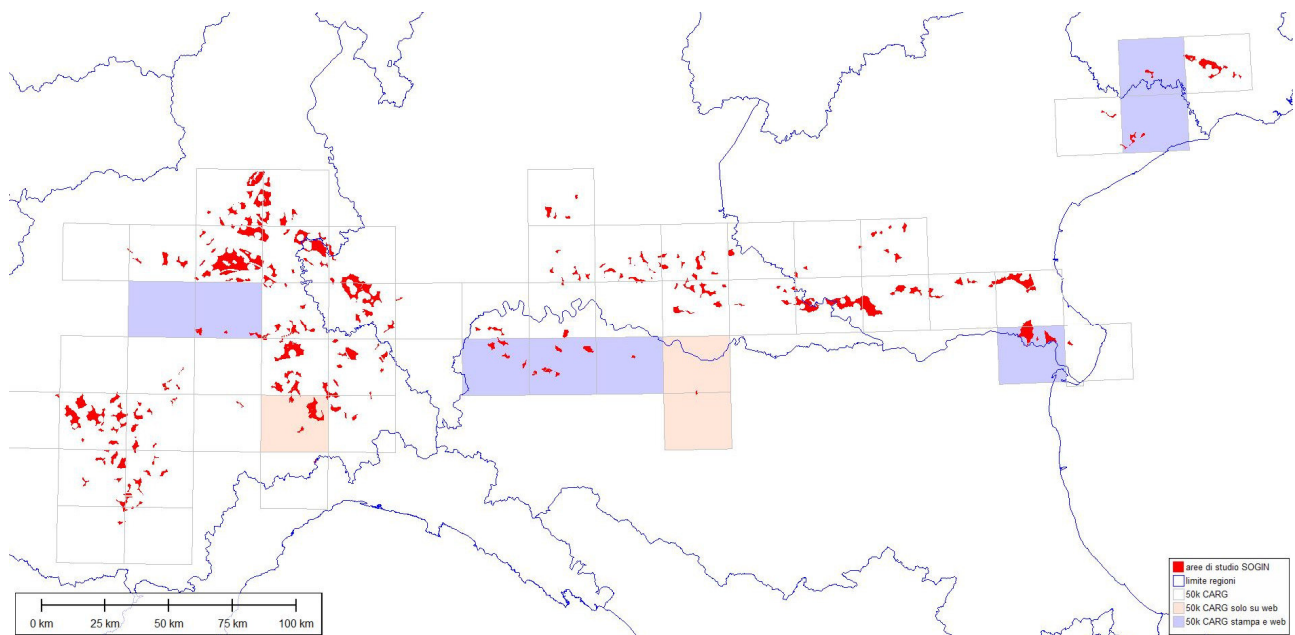 0 km 25 km 50 km 75 km 100 km
aree di studio SOGIN
limite regioni
50k CARG
50k CARG solo su web
50k CARG stampa e web